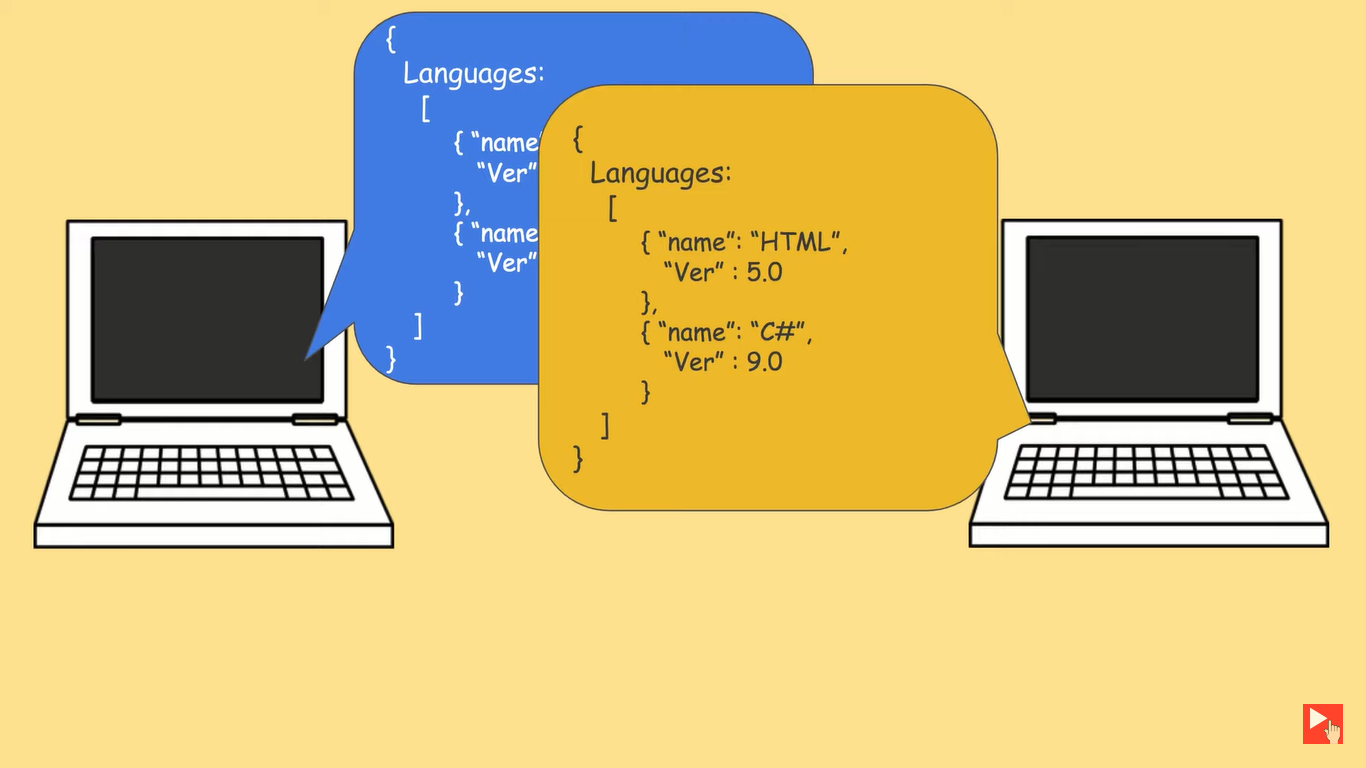 {
Languages:
[
{ “name”
“Ver”
},
{ “name
“Ver”
}
]
}
{
Languages:
[
{ “name”: “HTML”,
“Ver” : 5.0
},
{ “name”: “C#”,
“Ver” : 9.0
}
]
}